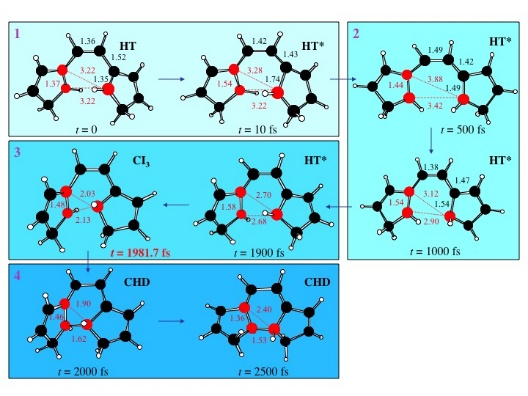 1
HT
1.36
1.52
3.22
1.37
1.35
3.22
t = 0
HT*
1.42
1.43
3.28
1.54
1.74
3.22
t = 10 fs
2
HT*
1.49
1.42
3.88
1.44
1.49
3.42
t = 500 fs
HT*
1.38
1.47
3.12
1.54
1.54
2.90
t = 1000 fs
3
CI3
2.03
1.48
2.13
t = 1981.7 fs
HT*
2.70
1.58
2.68
t = 1900 fs
4
CHD
1.90
1.46
1.62
t = 2000 fs
CHD
2.40
1.36
1.53
t = 2500 fs